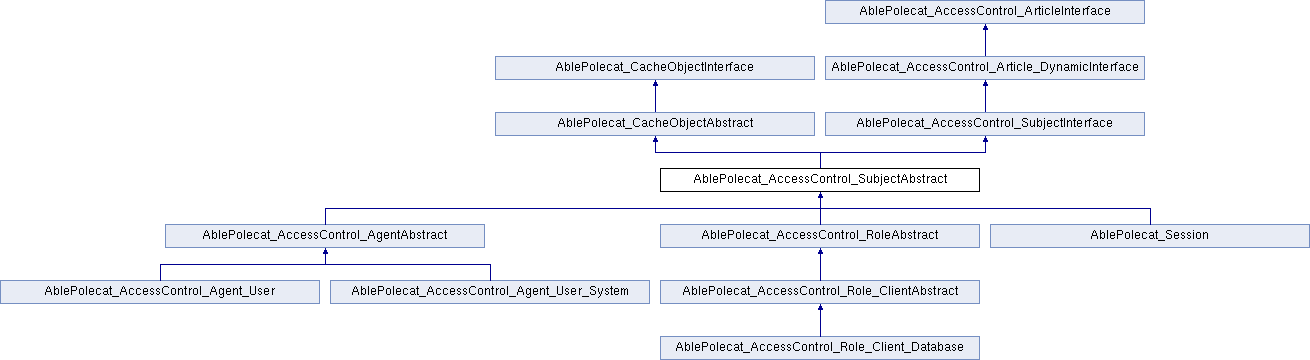 AblePolecat_AccessControl_ArticleInterface
AblePolecat_CacheObjectInterface
AblePolecat_AccessControl_Article_DynamicInterface
AblePolecat_CacheObjectAbstract
AblePolecat_AccessControl_SubjectInterface
AblePolecat_AccessControl_SubjectAbstract
AblePolecat_AccessControl_AgentAbstract
AblePolecat_AccessControl_RoleAbstract
AblePolecat_Session
AblePolecat_AccessControl_Agent_User
AblePolecat_AccessControl_Agent_User_System
AblePolecat_AccessControl_Role_ClientAbstract
AblePolecat_AccessControl_Role_Client_Database